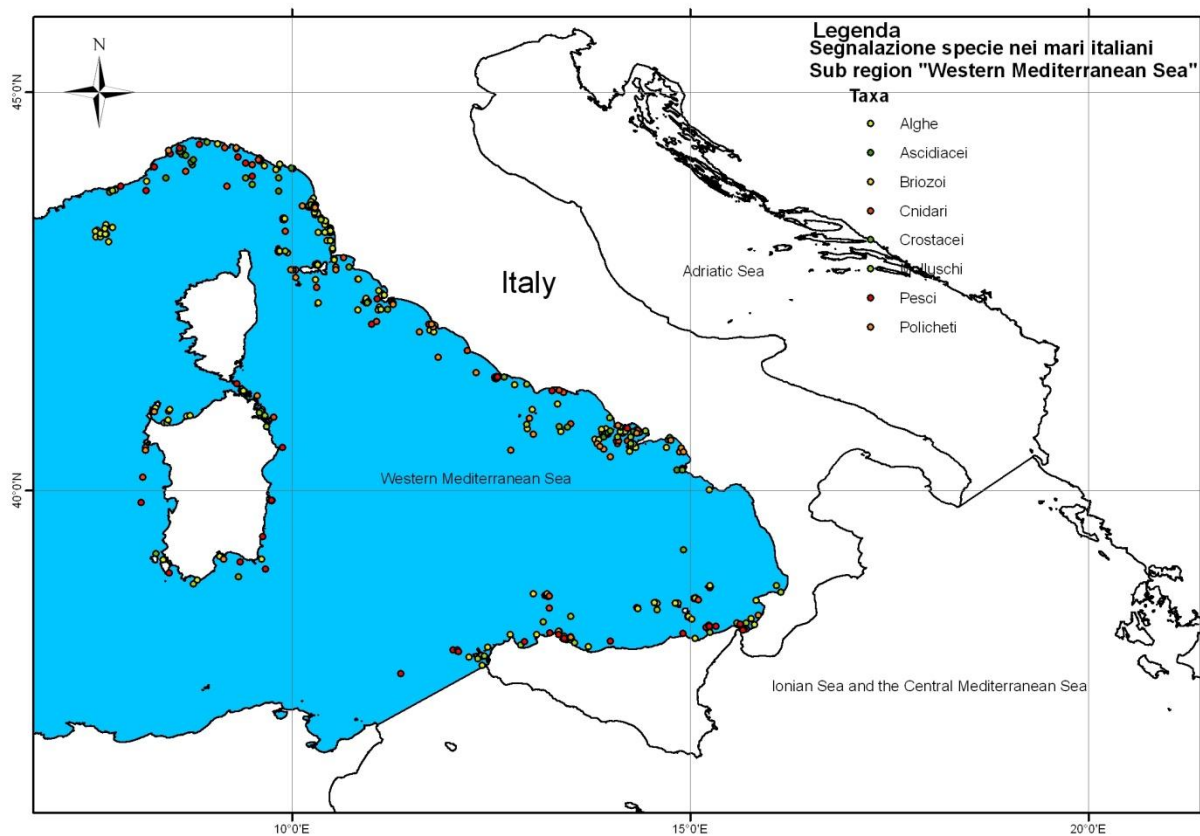 Legenda
Segnalazione specie nei mari italiani
Sub region "Western Mediterranean Sea"
Taxa
Alghe
Ascidiacei
Briozoi
Cnidari
Crostacei
Molluschi
Pesci
Policheti
N
45°0'N
40°0'N
Italy
Adriatic Sea
Western Mediterranean Sea
Ionian Sea and the Central Mediterranean Sea
10°0'E
15°0'E
20°0'E